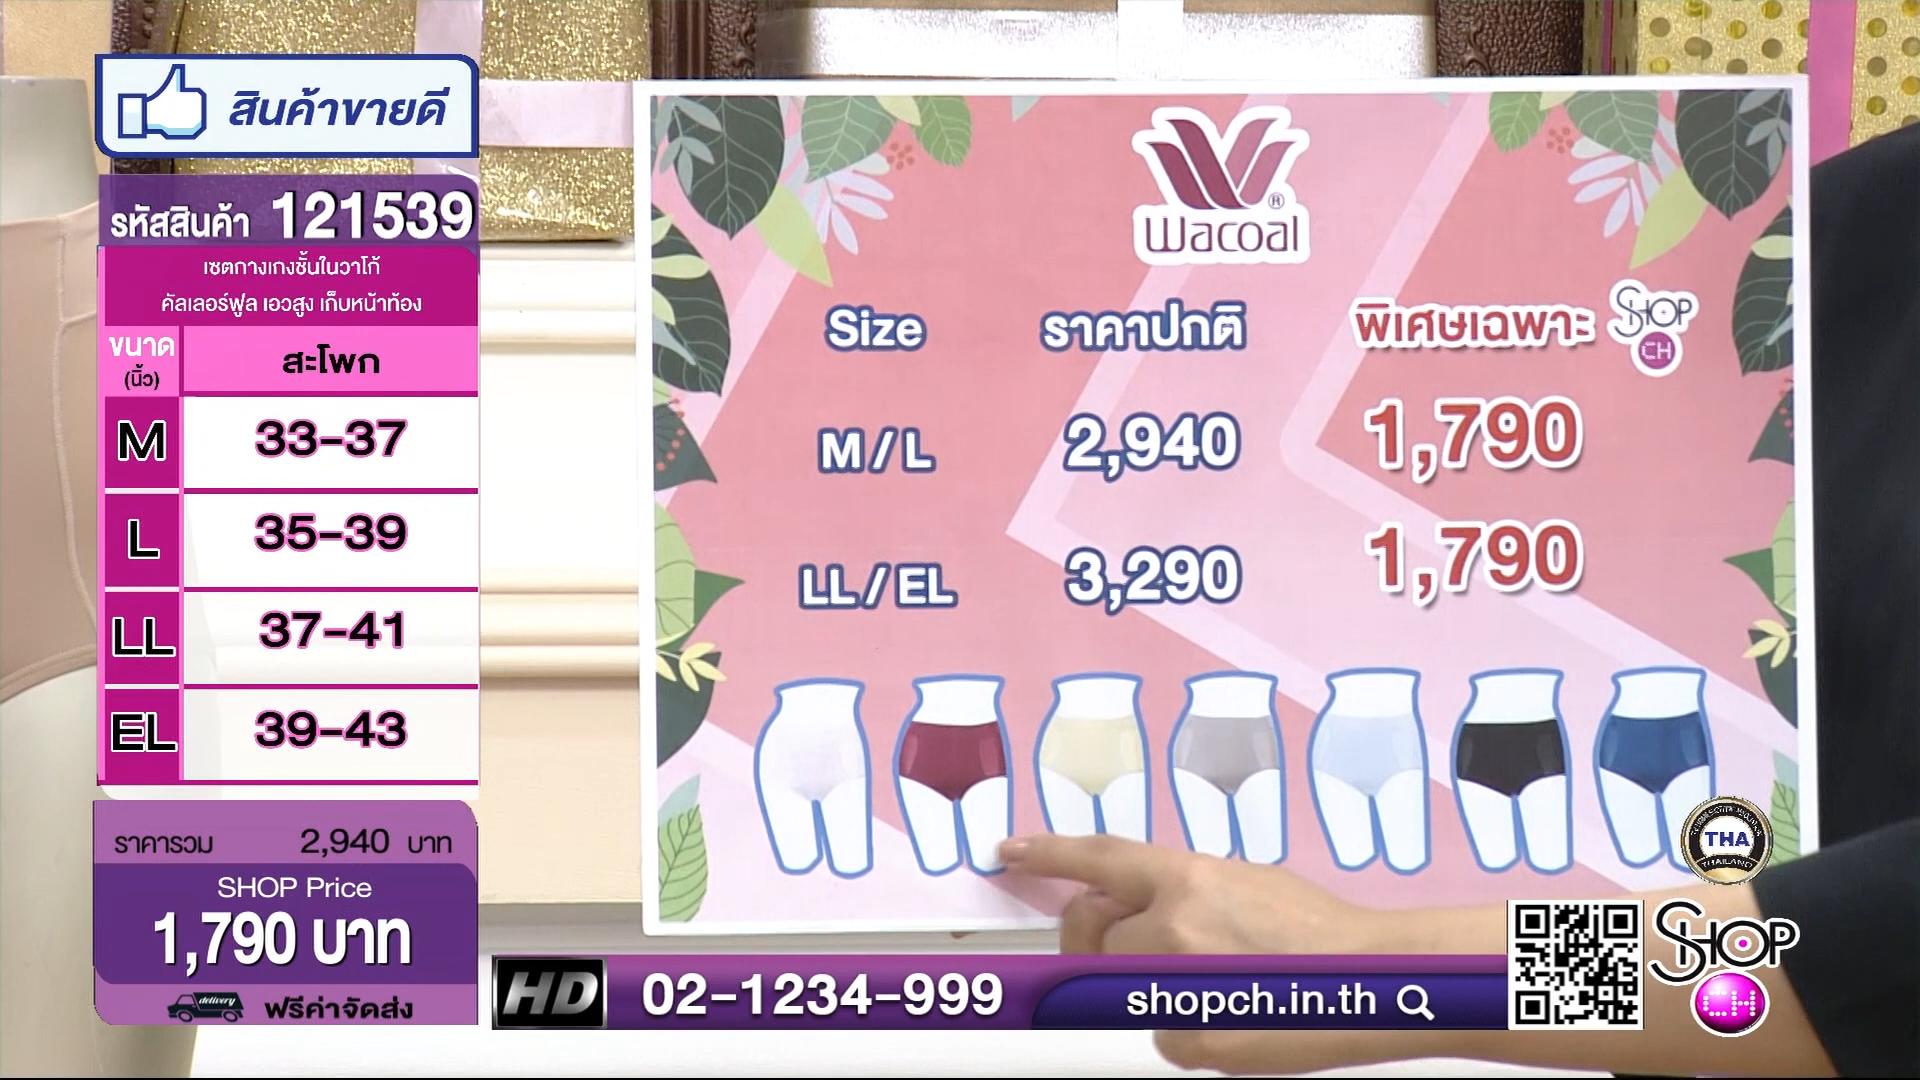 สินค้าขายดี
รหัสสินค้า 121539
เซตกางเกงชั้นในวาโก้
คัลเลอร์ฟูล เอวสูง เก็บหน้าท้อง
ขนาด
(นิ้ว)
สะโพก
M 33-37
L 35-39
LL 37-41
EL 39-43
ราคารวม 2,940 บาท
SHOP Price
1,790 บาท
delivery ฟรีค่าจัดส่ง
Wacoal ®
Size ราคาปกติ พิเศษเฉพาะ SHOP CH
M / L 2,940 1,790
LL / EL 3,290 1,790
THA
THAILAND
HD 02-1234-999 shopch.in.th
SHOP
CH